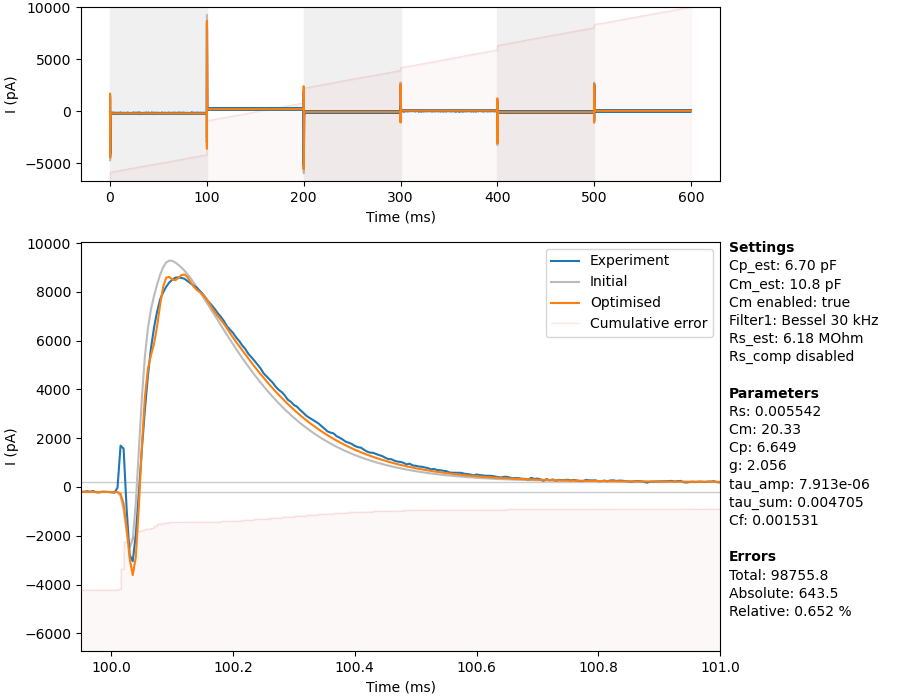 10000
5000
0
−5000
I (pA)
0 100 200 300 400 500 600
Time (ms)
10000
8000
6000
4000
2000
0
−2000
−4000
−6000
I (pA)
100.0 100.2 100.4 100.6 100.8 101.0
Time (ms)
Experiment
Initial
Optimised
Cumulative error
Settings
Cp_est: 6.70 pF
Cm_est: 10.8 pF
Cm enabled: true
Filter1: Bessel 30 kHz
Rs_est: 6.18 MOhm
Rs_comp disabled
Parameters
Rs: 0.005542
Cm: 20.33
Cp: 6.649
g: 2.056
tau_amp: 7.913e-06
tau_sum: 0.004705
Cf: 0.001531
Errors
Total: 98755.8
Absolute: 643.5
Relative: 0.652 %